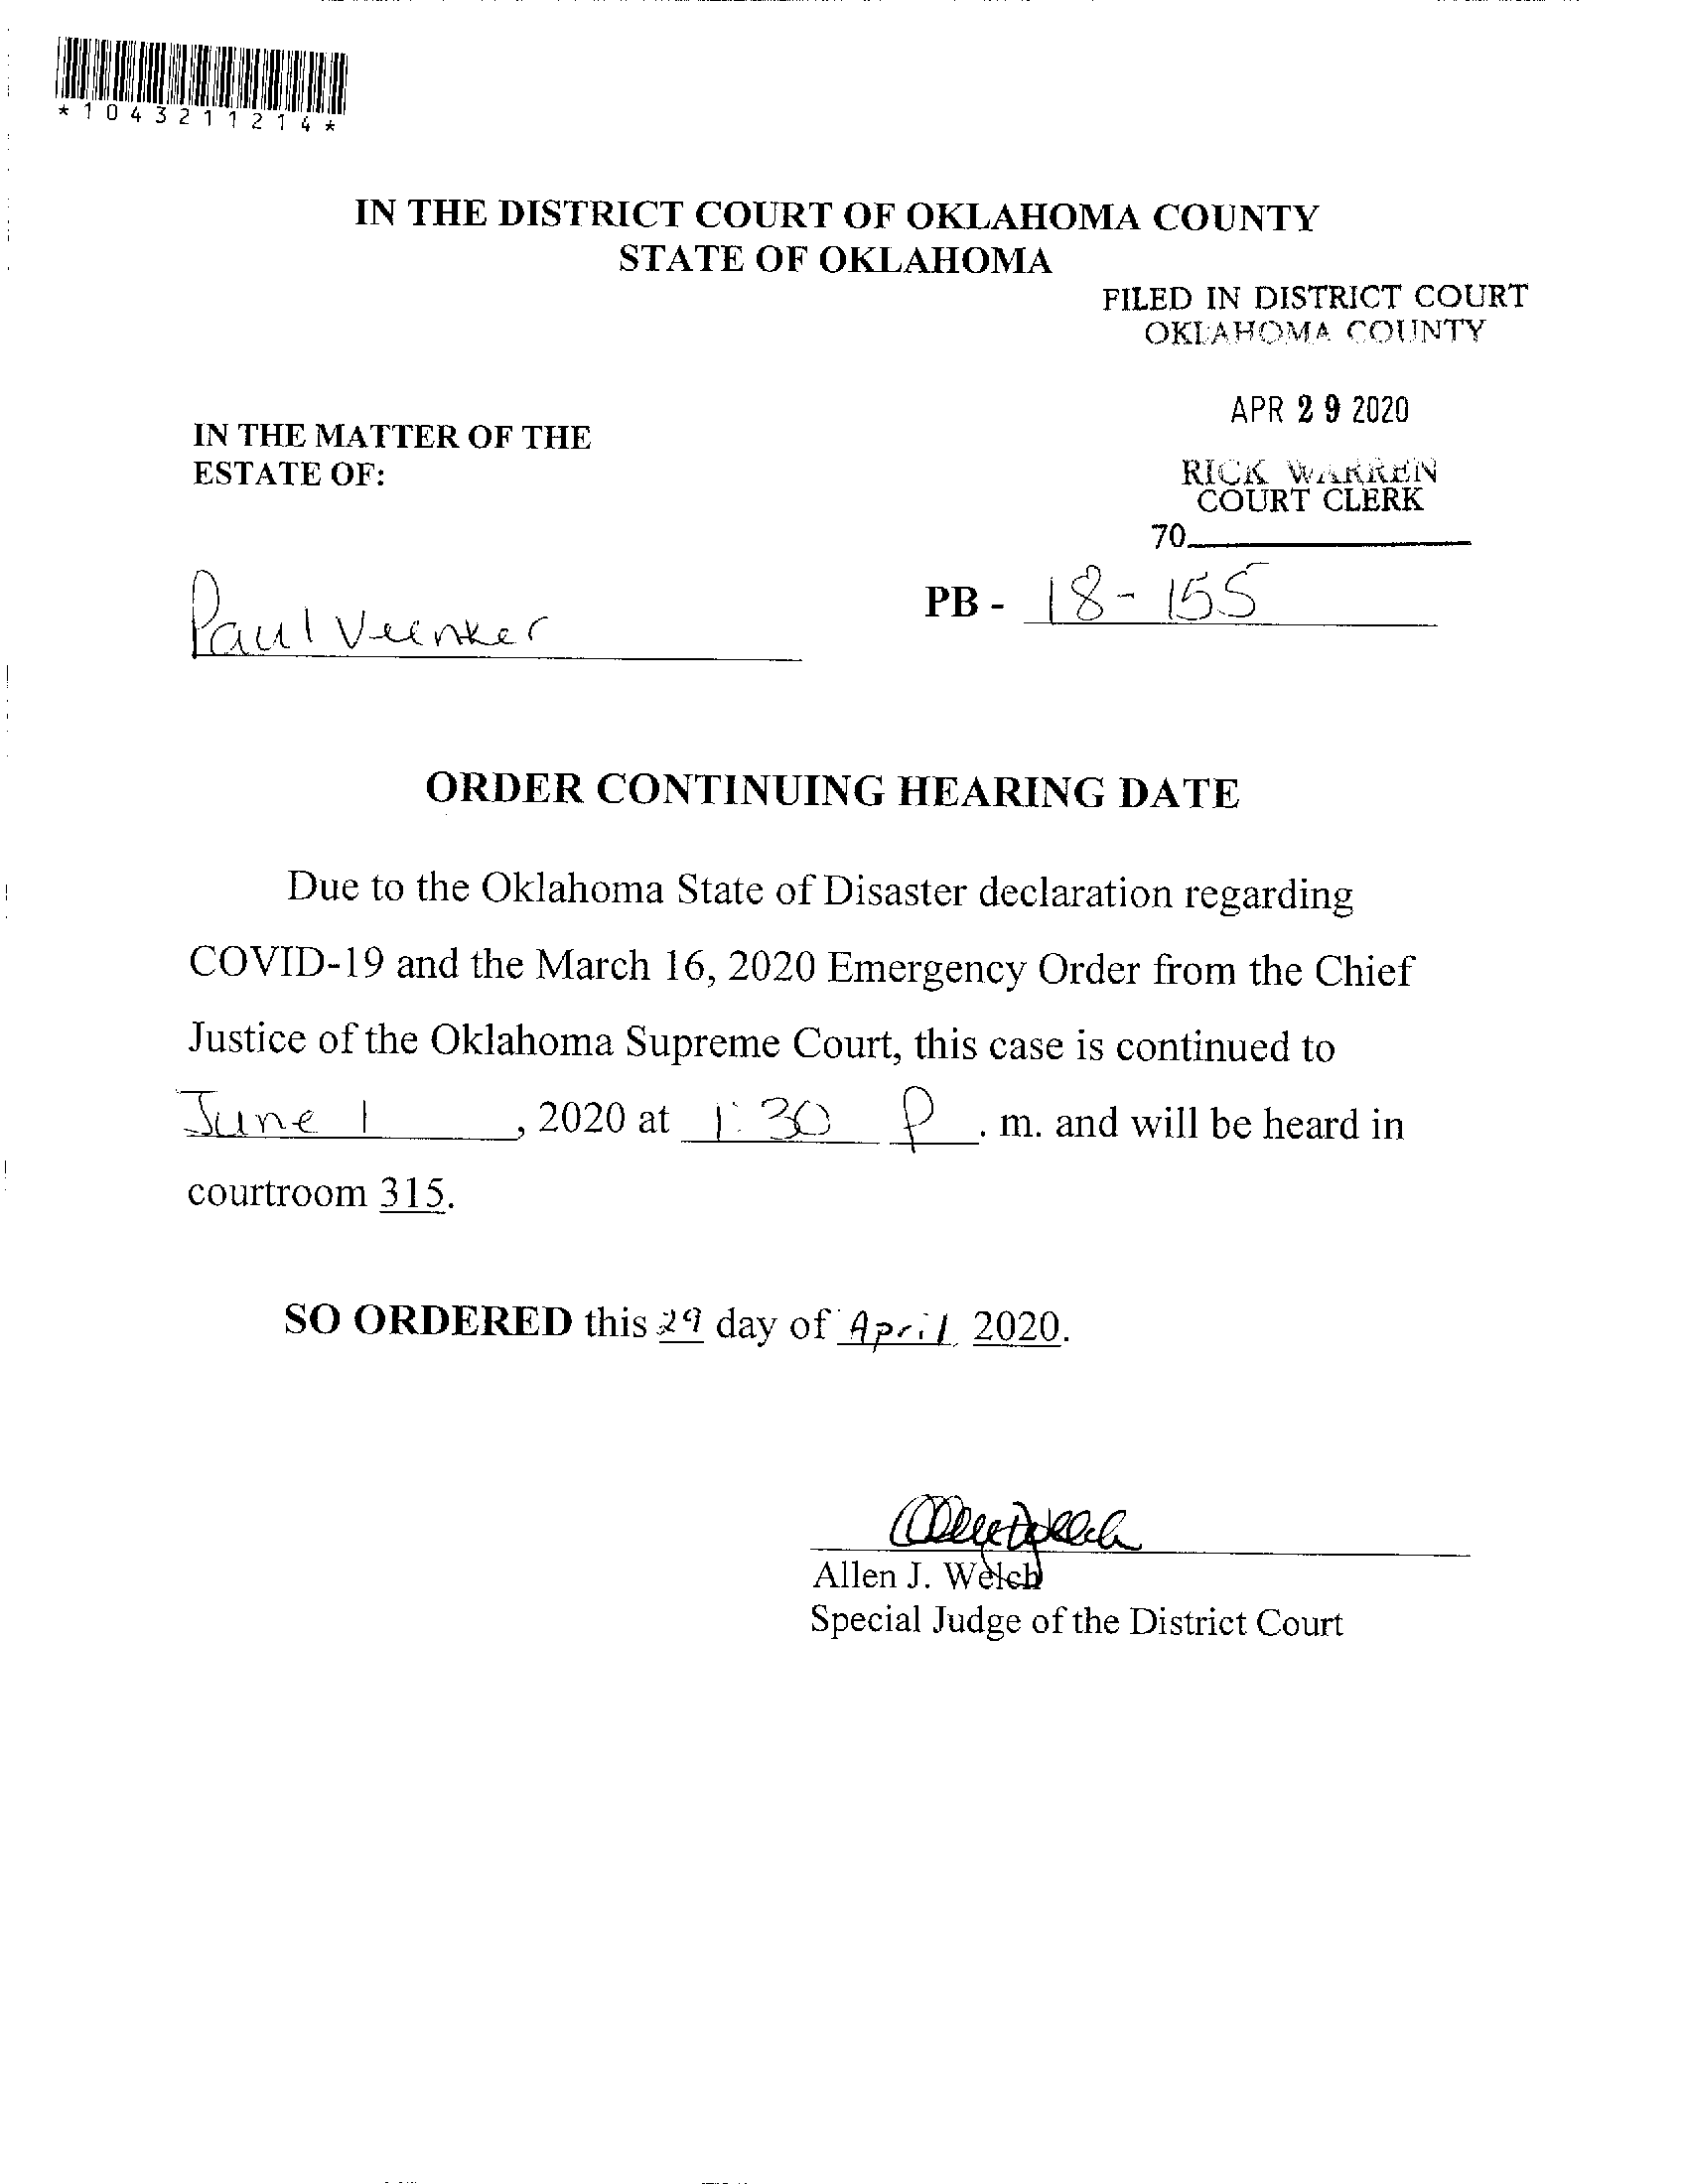 *1043211214*
IN THE DISTRICT COURT OF OKLAHOMA COUNTY
STATE OF OKLAHOMA
FILED IN DISTRICT COURT
OKLAHOMA COUNTY
APR 29 2020
IN THE MATTER OF THE
ESTATE OF:
RICK WARREN
COURT CLERK
70
PB - 18-155
Paul Veenker
ORDER CONTINUING HEARING DATE
Due to the Oklahoma State of Disaster declaration regarding
COVID-19 and the March 16, 2020 Emergency Order from the Chief
Justice of the Oklahoma Supreme Court, this case is continued to
June 1, 2020 at 1:30 P. m. and will be heard in
courtroom 315.
SO ORDERED this 29 day of April, 2020.
Allen J Welch
Allen J. Welch
Special Judge of the District Court